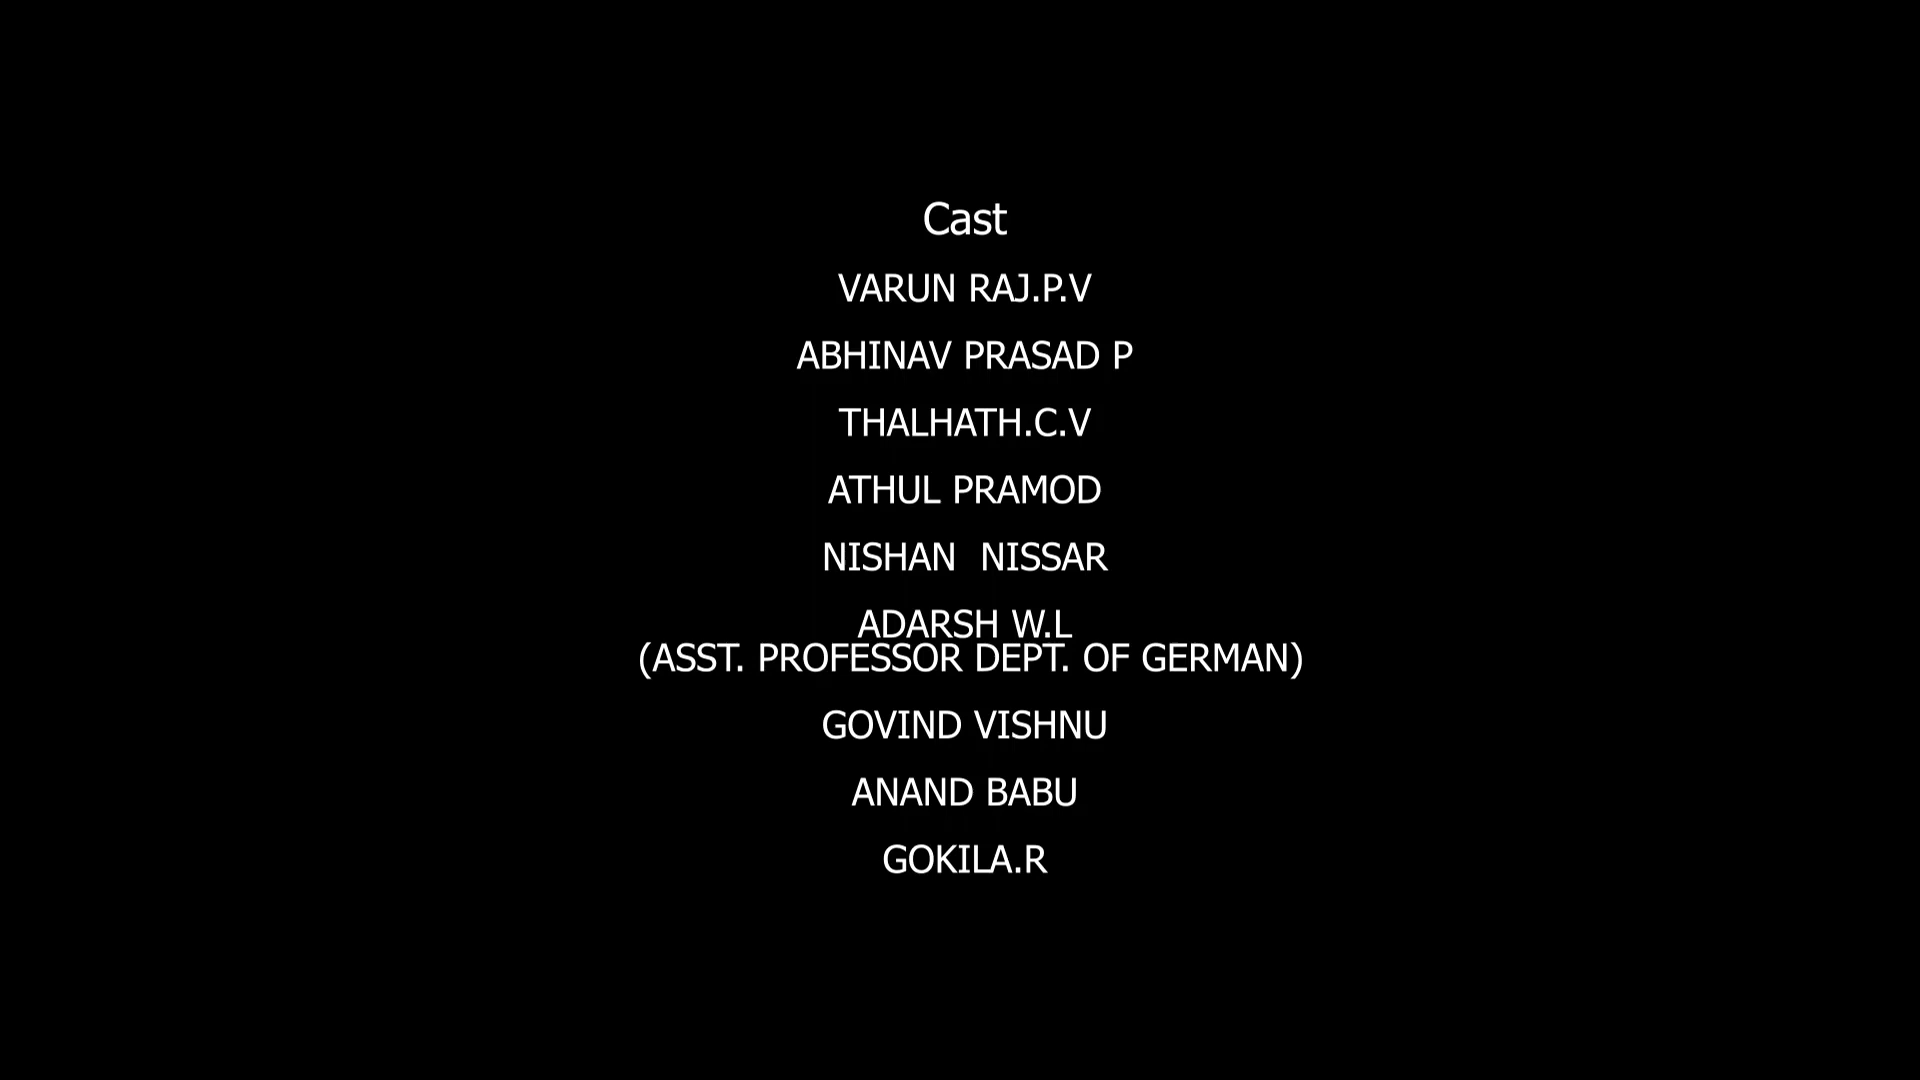 Cast
VARUN RAJ.P.V
ABHINAV PRASAD P
THALHATH.C.V
ATHUL PRAMOD
NISHAN  NISSAR
ADARSH W.L
(ASST. PROFESSOR DEPT. OF GERMAN)
GOVIND VISHNU
ANAND BABU
GOKILA.R